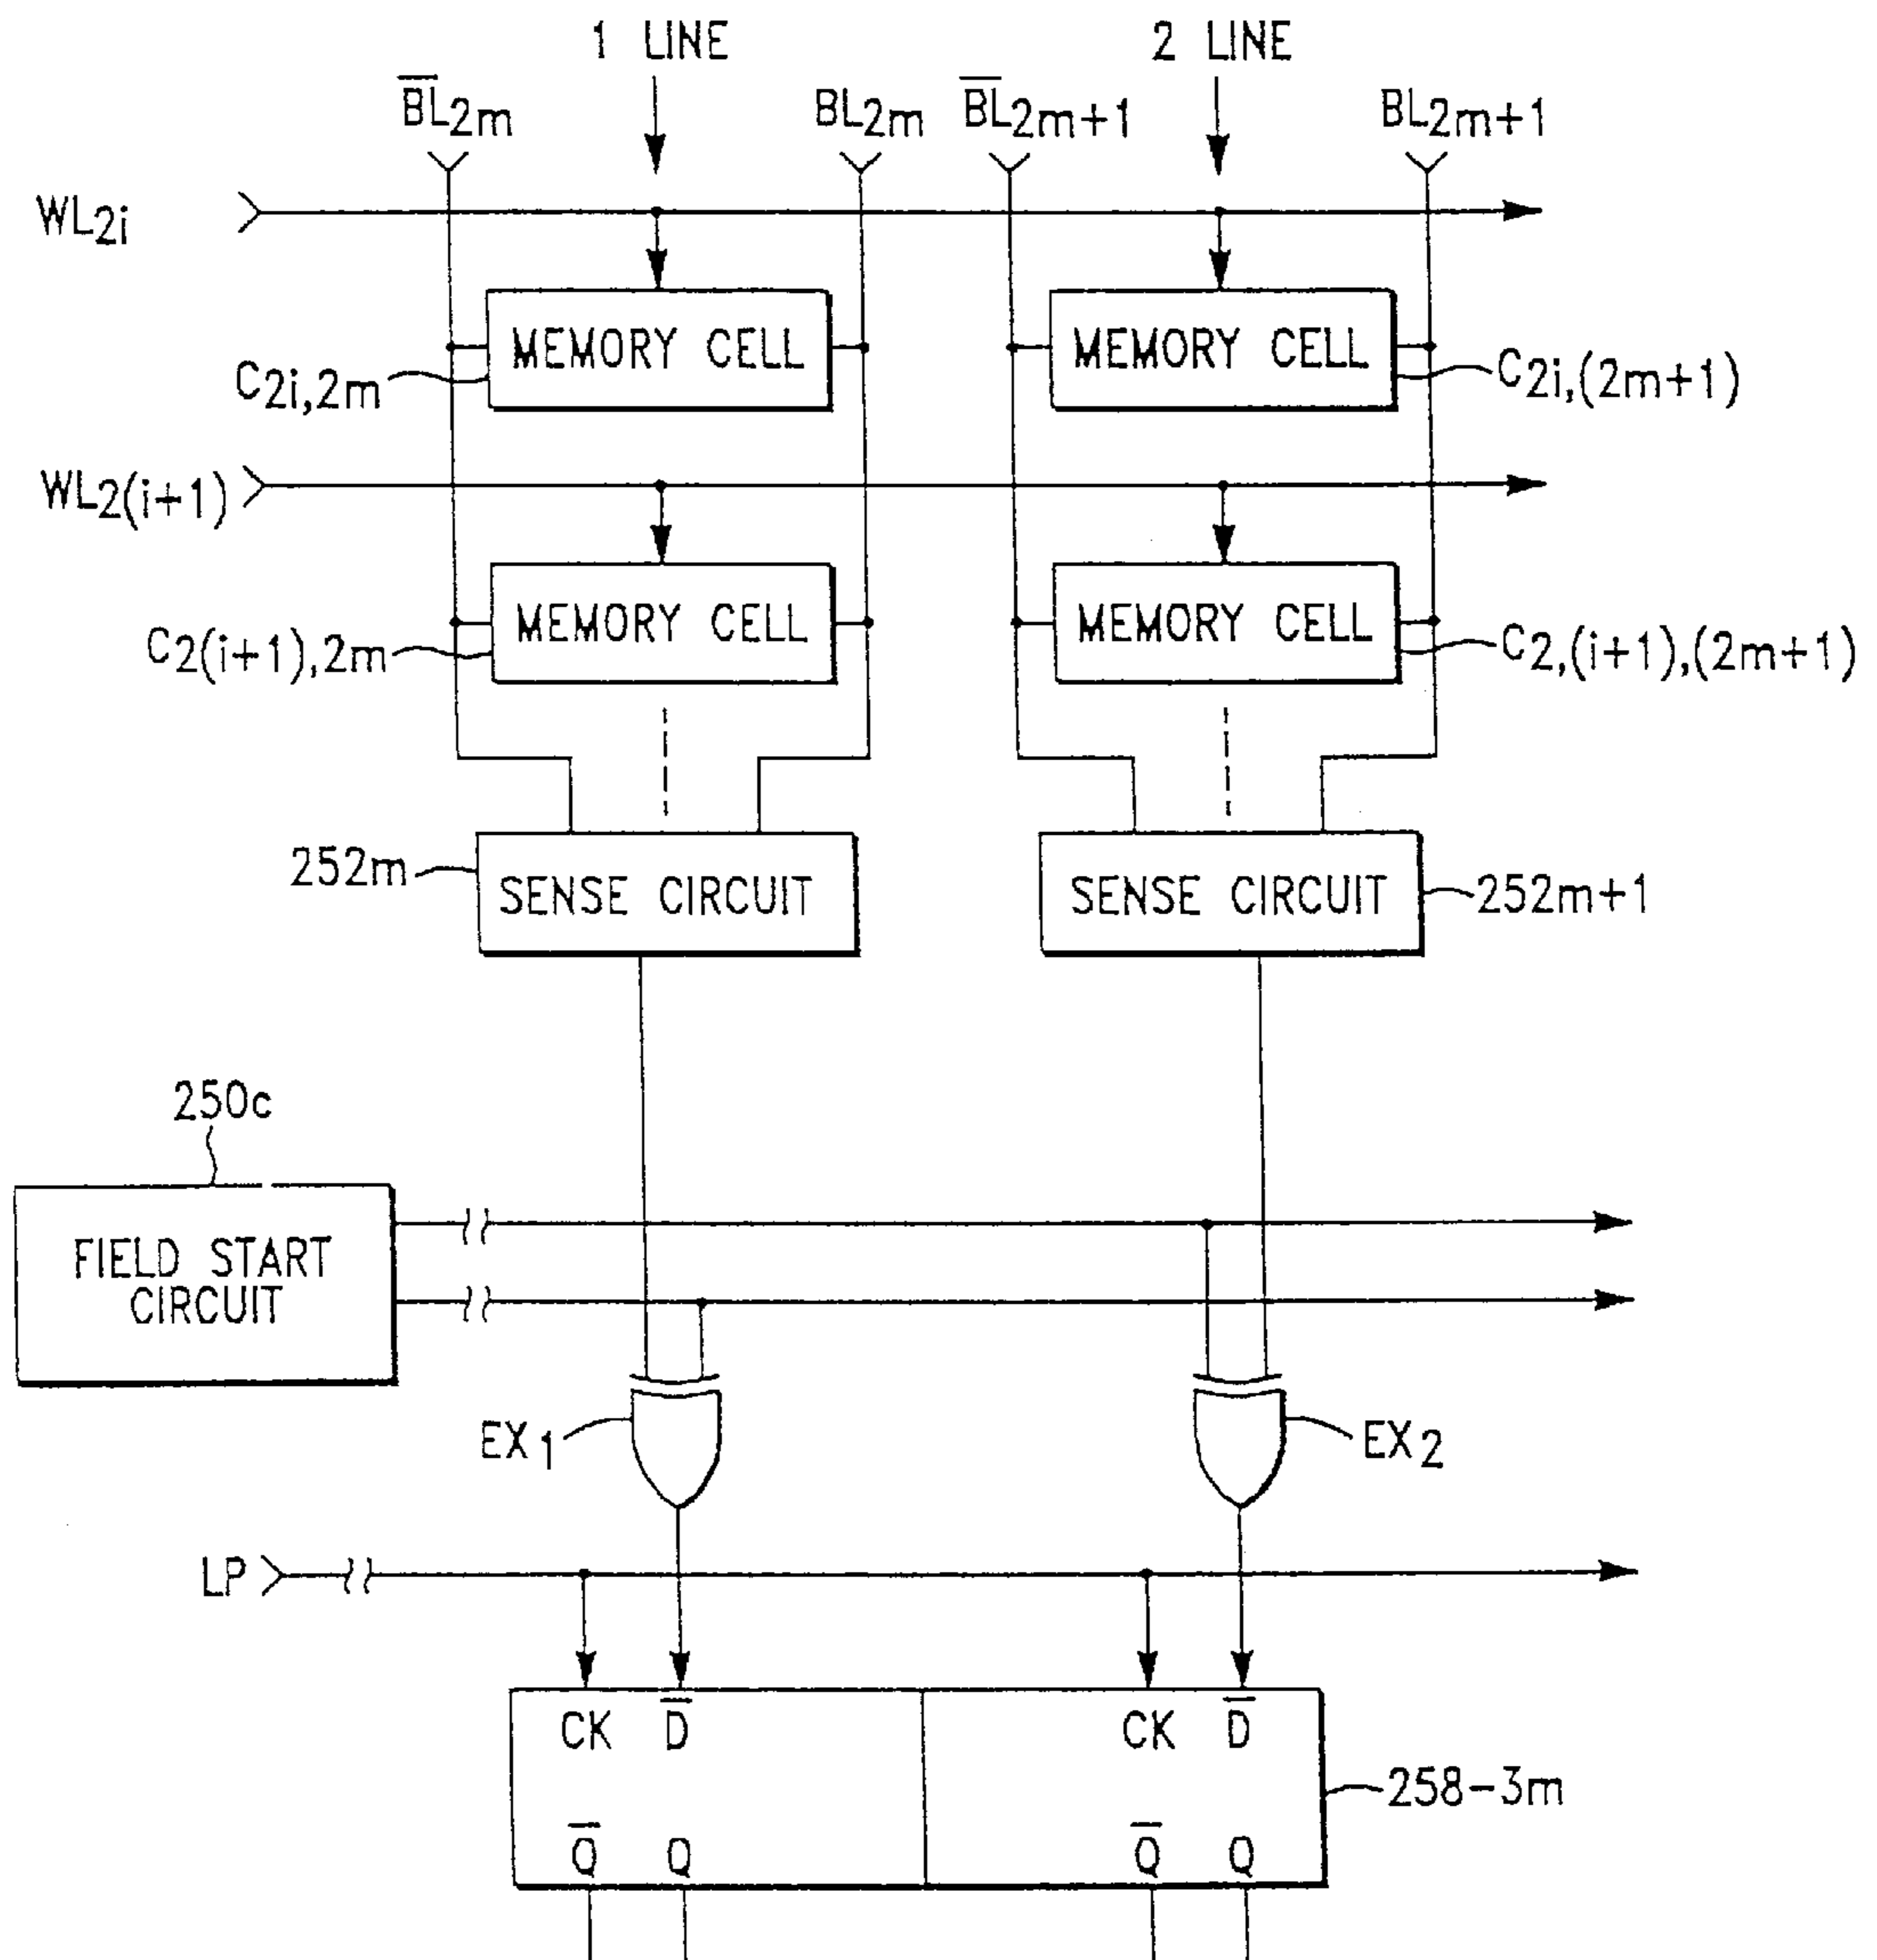 1 LINE 2 LINE
B̅L2m BL2m B̅L2m+1 BL2m+1
WL2i
MEMORY CELL MEMORY CELL
C2i,2m C2i,(2m+1)
WL2(i+1)
MEMORY CELL MEMORY CELL
C2(i+1),2m C2,(i+1),(2m+1)
252m SENSE CIRCUIT SENSE CIRCUIT 252m+1
250c
FIELD START
CIRCUIT
EX1 EX2
LP
CK D̅ CK D̅
258-3m
Q̅ Q Q̅ Q